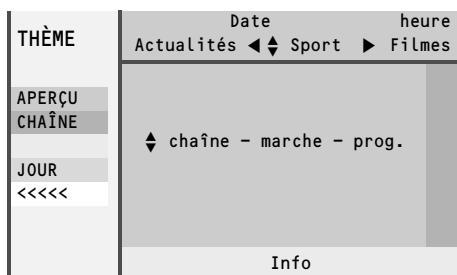 Date heure
THÈME
Actualités ◀ ♦ Sport ▶ Filmes
APERÇU
CHAÎNE
♦ chaîne – marche – prog.
JOUR
<<<<<
Info